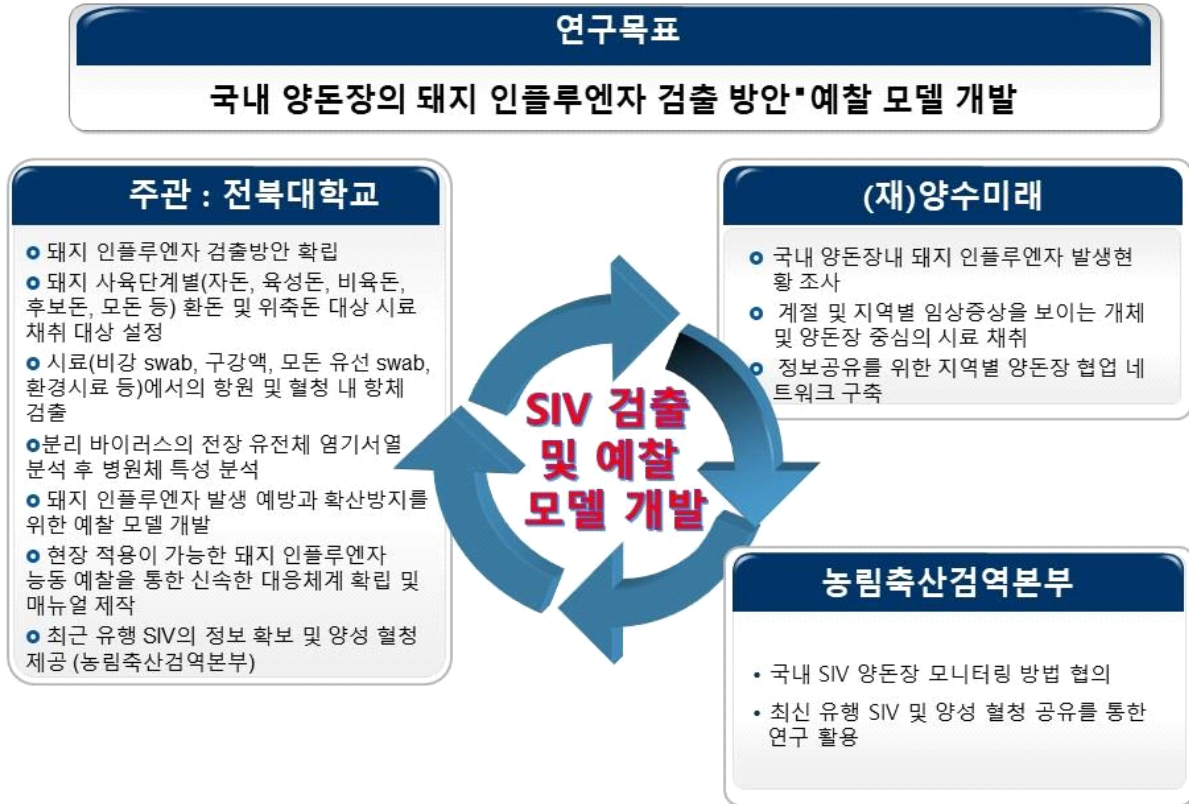 연구목표
국내 양돈장의 돼지 인플루엔자 검출 방안▪예찰 모델 개발
주관 : 전북대학교
돼지 인플루엔자 검출방안 확립
돼지 사육단계별(자돈, 육성돈, 비육돈,
후보돈, 모돈 등) 환돈 및 위축돈 대상 시료
채취 대상 설정
시료(비강 swab, 구강액, 모돈 유선 swab,
환경시료 등)에서의 항원 및 혈청 내 항체
검출
분리 바이러스의 전장 유전체 염기서열
분석 후 병원체 특성 분석
돼지 인플루엔자 발생 예방과 확산방지를
위한 예찰 모델 개발
현장 적용이 가능한 돼지 인플루엔자
능동 예찰을 통한 신속한 대응체계 확립 및
매뉴얼 제작
최근 유행 SIV의 정보 확보 및 양성 혈청
제공 (농림축산검역본부)
SIV 검출
및 예찰
모델 개발
(재)양수미래
국내 양돈장내 돼지 인플루엔자 발생현
황 조사
계절 및 지역별 임상증상을 보이는 개체
및 양돈장 중심의 시료 채취
정보공유를 위한 지역별 양돈장 협업 네
트워크 구축
농림축산검역본부
• 국내 SIV 양돈장 모니터링 방법 협의
• 최신 유행 SIV 및 양성 혈청 공유를 통한
연구 활용